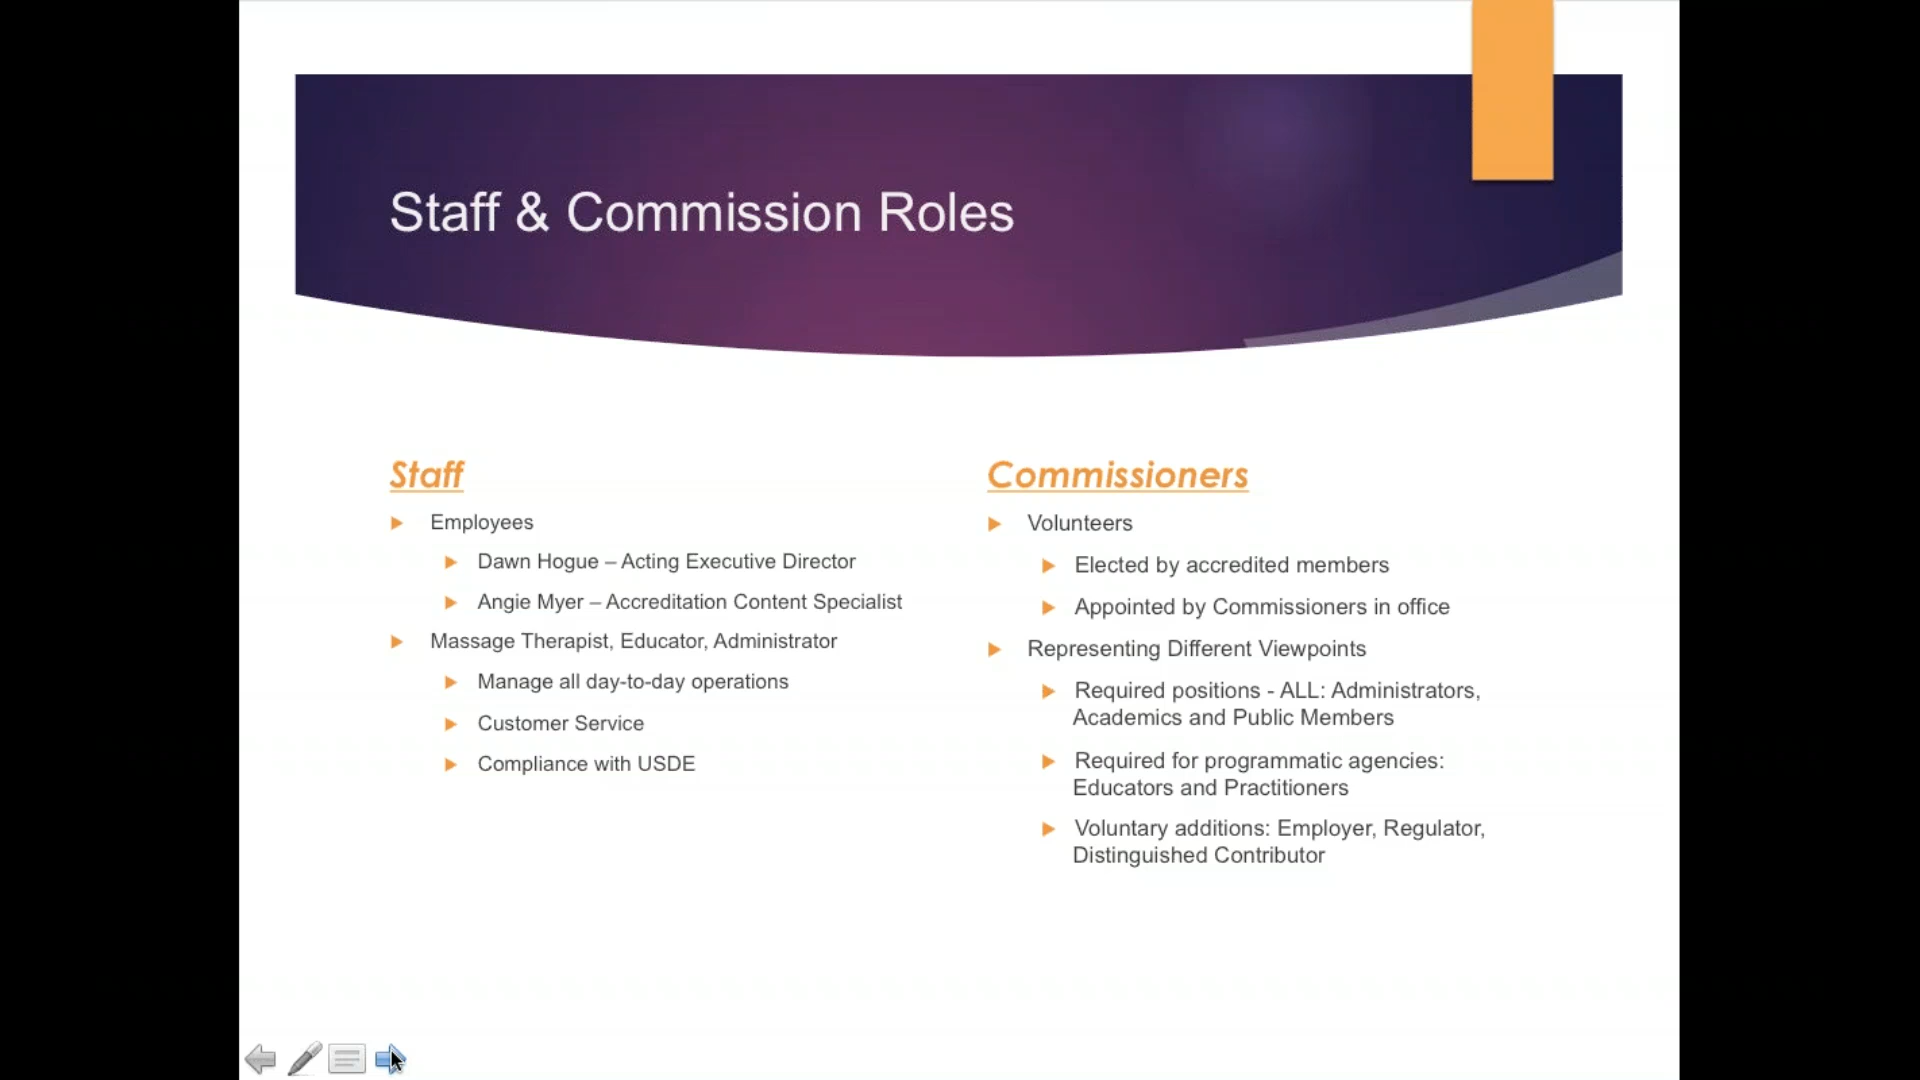 Staff & Commission Roles
Staff
Employees
Dawn Hogue – Acting Executive Director
Angie Myer – Accreditation Content Specialist
Massage Therapist, Educator, Administrator
Manage all day-to-day operations
Customer Service
Compliance with USDE
Commissioners
Volunteers
Elected by accredited members
Appointed by Commissioners in office
Representing Different Viewpoints
Required positions - ALL: Administrators,
Academics and Public Members
Required for programmatic agencies:
Educators and Practitioners
Voluntary additions: Employer, Regulator,
Distinguished Contributor